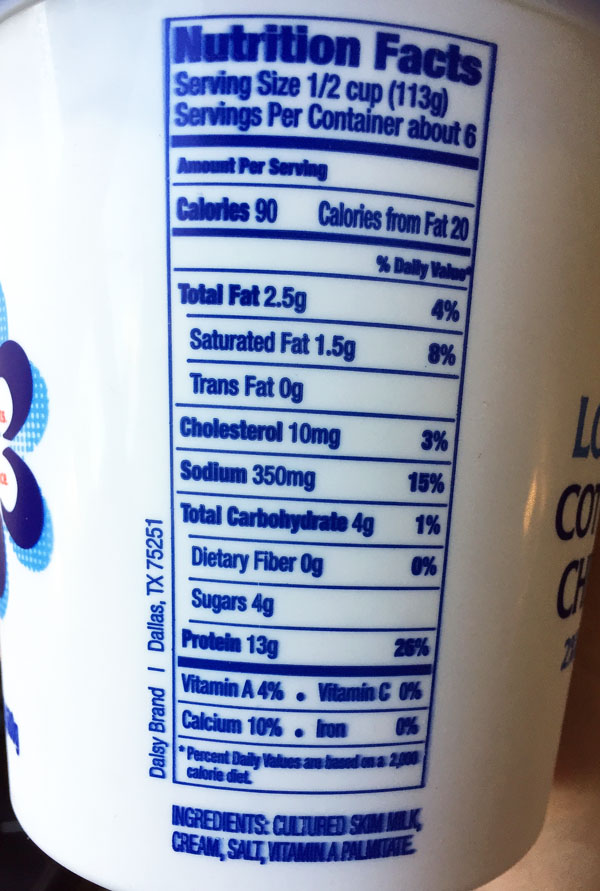 Nutrition Facts
Serving Size 1/2 cup (113g)
Servings Per Container about 6
Amount Per Serving
Calories 90 Calories from Fat 20
% Daily Value*
Total Fat 2.5g 4%
Saturated Fat 1.5g 8%
Trans Fat 0g
Cholesterol 10mg 3%
Sodium 350mg 15%
Total Carbohydrate 4g 1%
Dietary Fiber 0g 0%
Sugars 4g
Protein 13g 26%
Vitamin A 4% • Vitamin C 0%
Calcium 10% • Iron 0%
* Percent Daily Values are based on a 2,000
calorie diet.
INGREDIENTS: CULTURED SKIM MILK,
CREAM, SALT, VITAMIN A PALMITATE.
Daisy Brand | Dallas, TX 75251